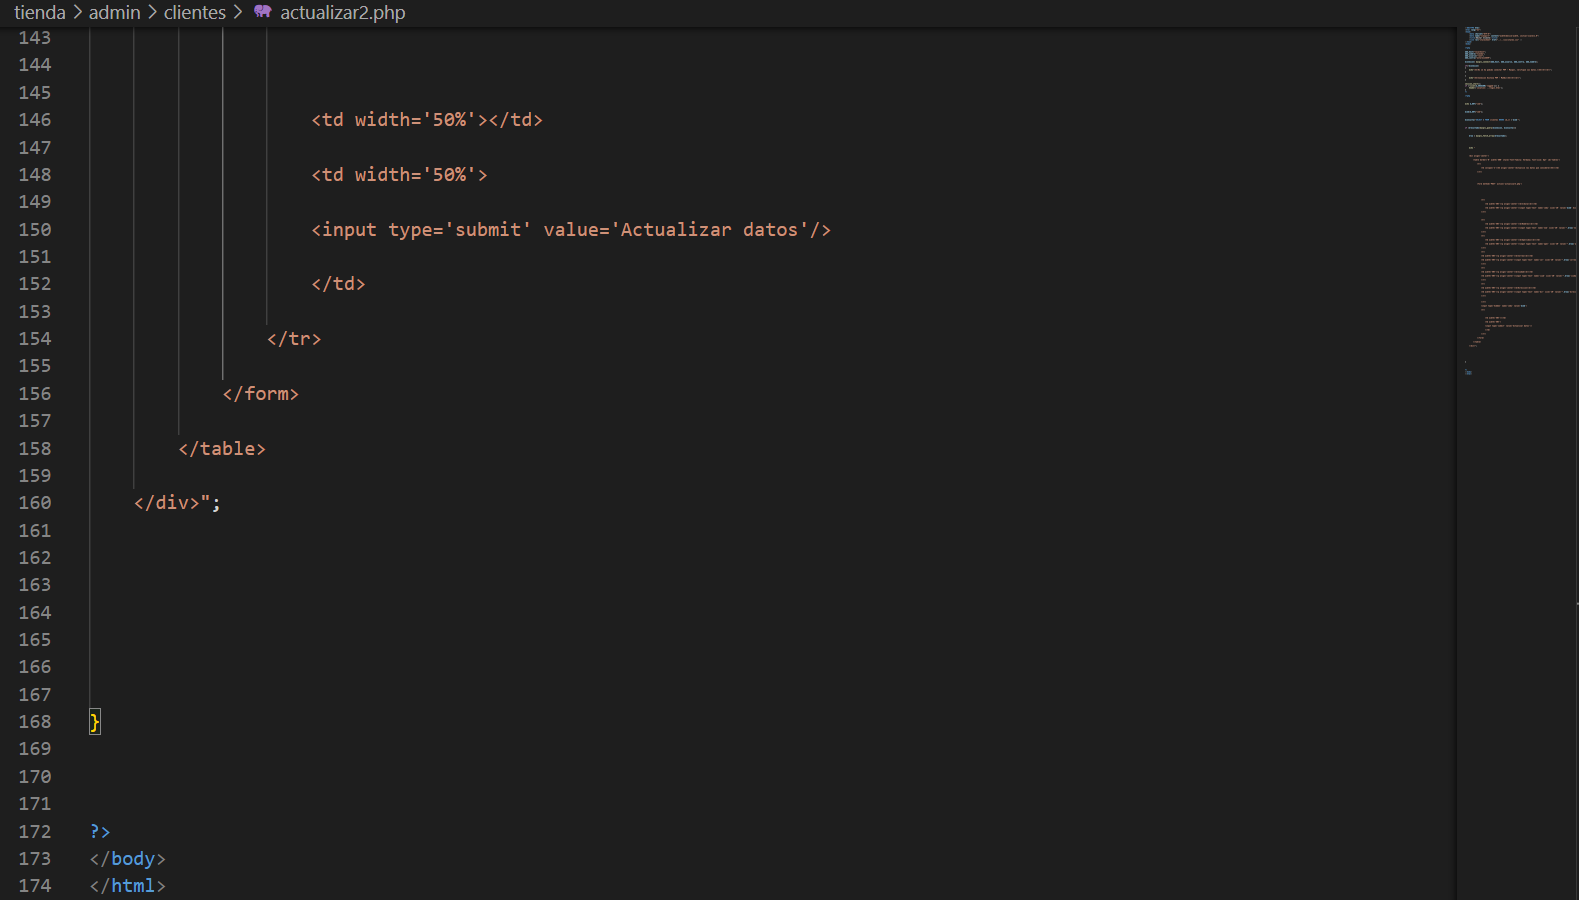 tienda > admin > clientes > actualizar2.php
143
144
145
146 <td width='50%'></td>
147
148 <td width='50%'>
149
150 <input type='submit' value='Actualizar datos'/>
151
152 </td>
153
154 </tr>
155
156 </form>
157
158 </table>
159
160 </div>";
161
162
163
164
165
166
167
168 }
169
170
171
172 ?>
173 </body>
174 </html>